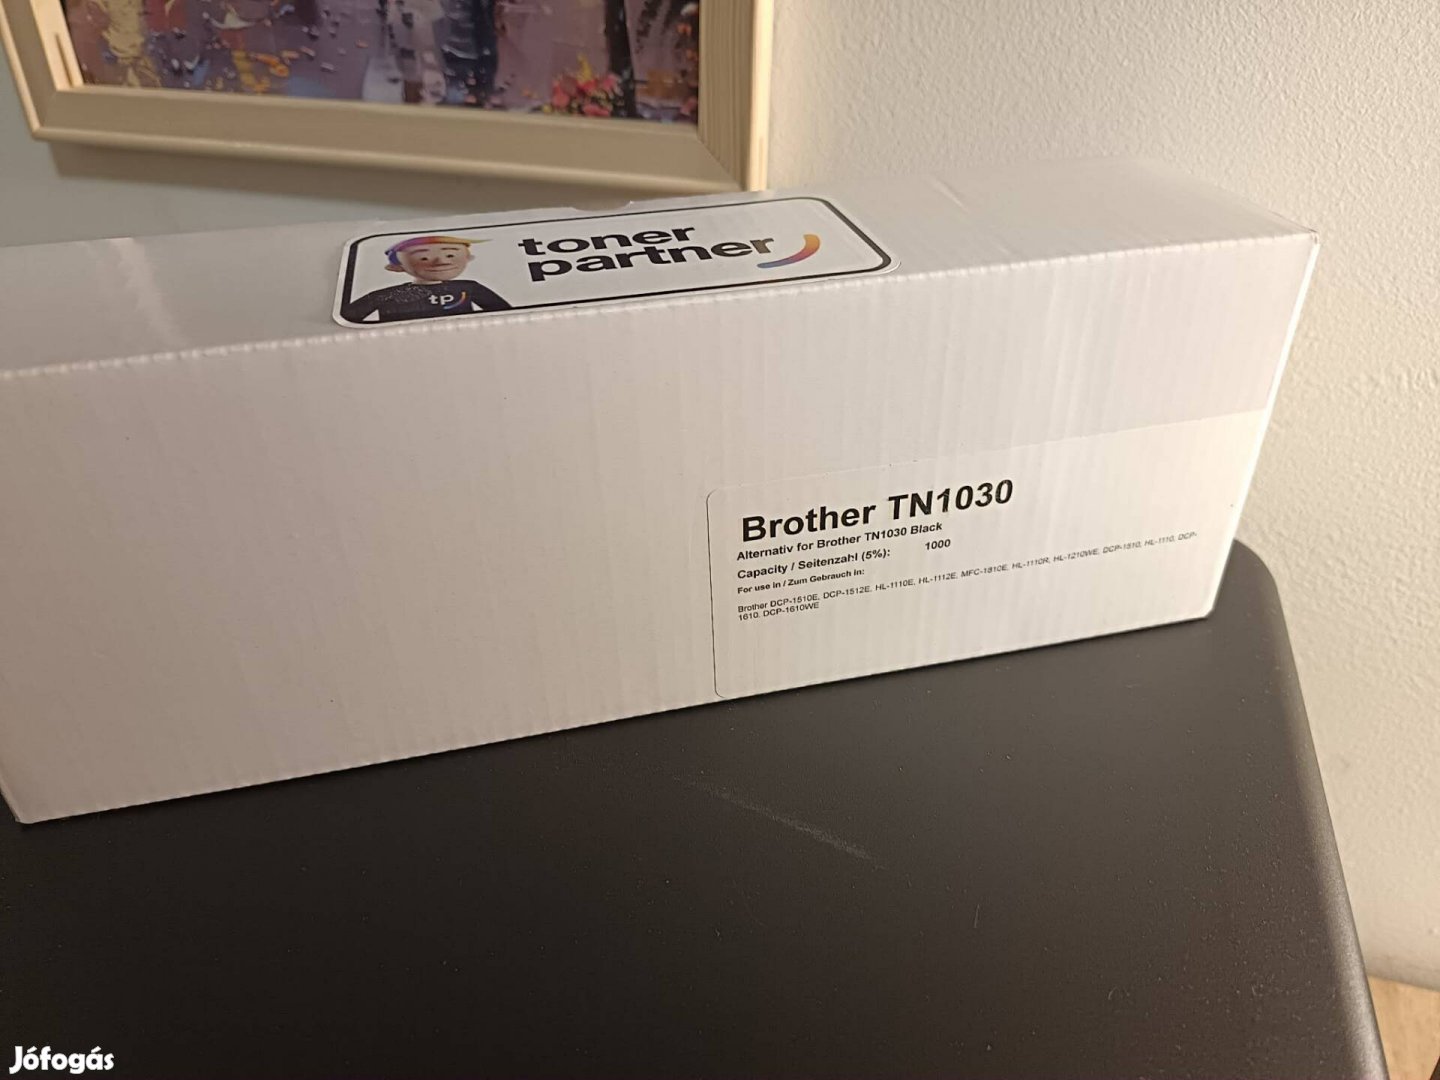 toner
partner
tp
Brother TN1030
Alternativ for Brother TN1030 Black
Capacity / Seitenzahl (5%): 1000
For use in / Zum Gebrauch in:
Brother DCP-1510E, DCP-1512E, HL-1110E, HL-1112E, MFC-1810E, HL-1110R, HL-1210WE, DCP-1510, HL-1110, DCP-
1610, DCP-1610WE
Jófogás